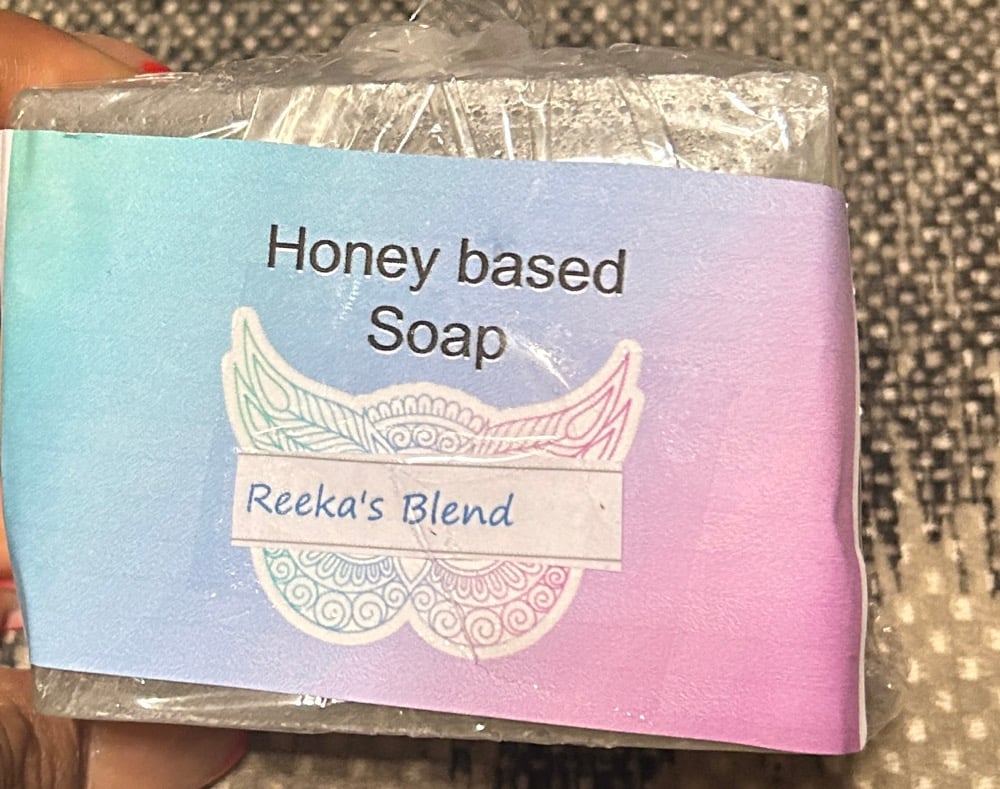 Honey based
Soap
Reeka's Blend